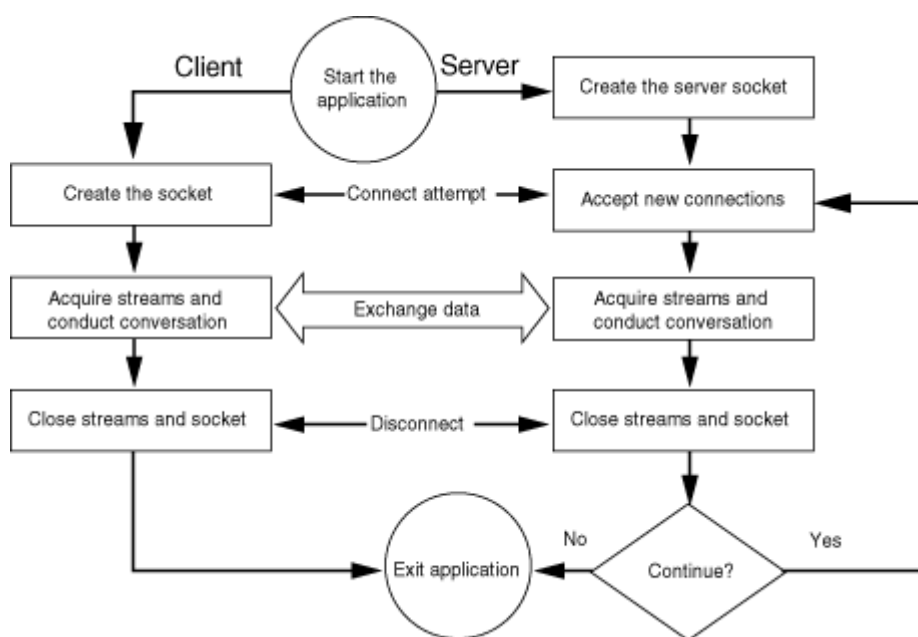 Client
Start the
application
Server
Create the server socket
Create the socket
Connect attempt
Accept new connections
Acquire streams and
conduct conversation
Exchange data
Acquire streams and
conduct conversation
Close streams and socket
Disconnect
Close streams and socket
No
Yes
Exit application
Continue?